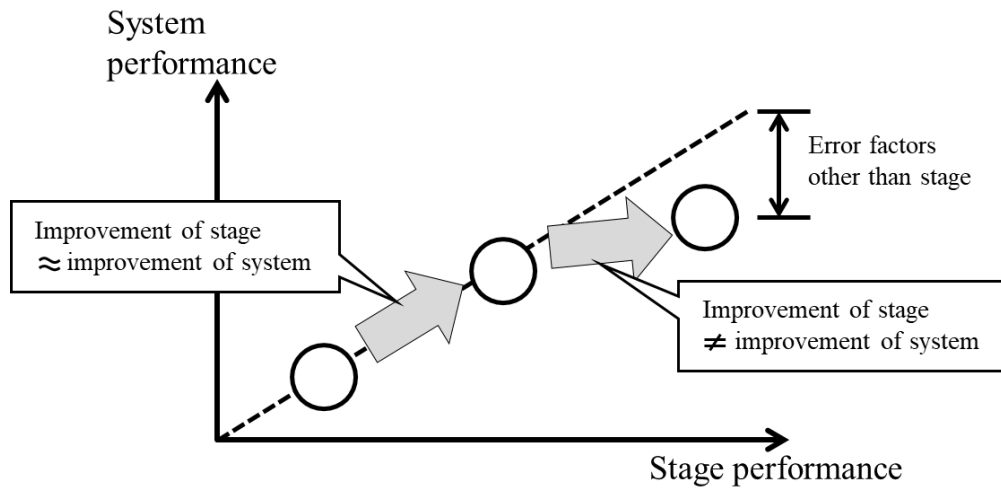 System
performance
Error factors
other than stage
Improvement of stage
≈ improvement of system
Improvement of stage
≠ improvement of system
Stage performance